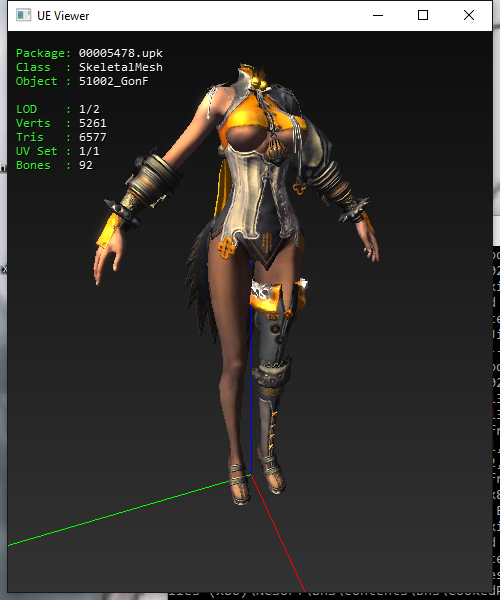 UE Viewer
Package: 00005478.upk
Class : SkeletalMesh
Object : 51002_GonF
LOD : 1/2
Verts : 5261
Tris : 6577
UV Set : 1/1
Bones : 92